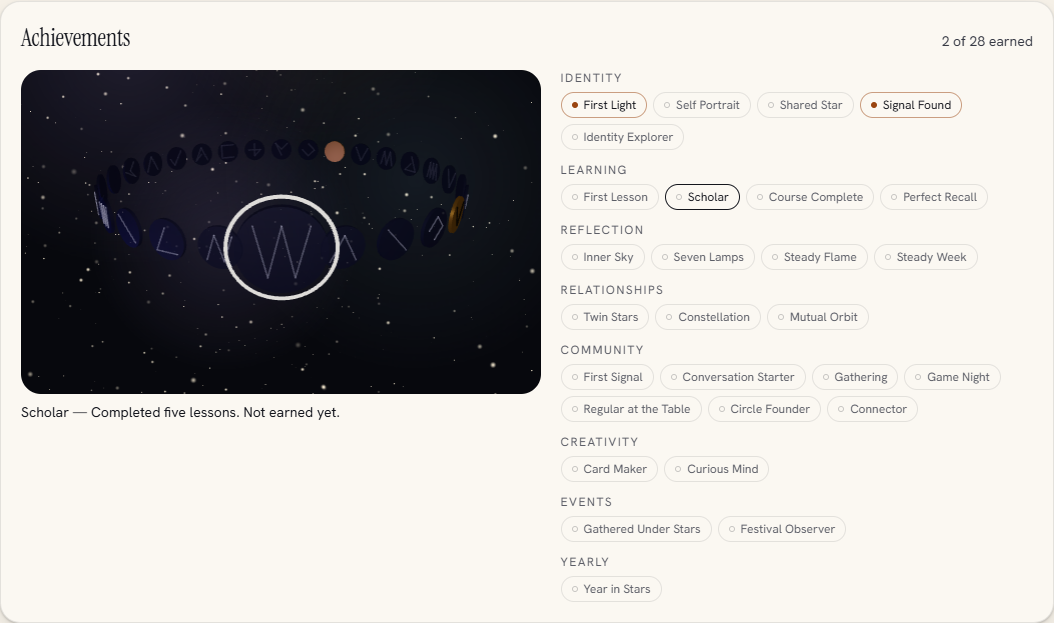 Achievements
2 of 28 earned
W
Scholar — Completed five lessons. Not earned yet.
IDENTITY
First Light
Self Portrait
Shared Star
Signal Found
Identity Explorer
LEARNING
First Lesson
Scholar
Course Complete
Perfect Recall
REFLECTION
Inner Sky
Seven Lamps
Steady Flame
Steady Week
RELATIONSHIPS
Twin Stars
Constellation
Mutual Orbit
COMMUNITY
First Signal
Conversation Starter
Gathering
Game Night
Regular at the Table
Circle Founder
Connector
CREATIVITY
Card Maker
Curious Mind
EVENTS
Gathered Under Stars
Festival Observer
YEARLY
Year in Stars